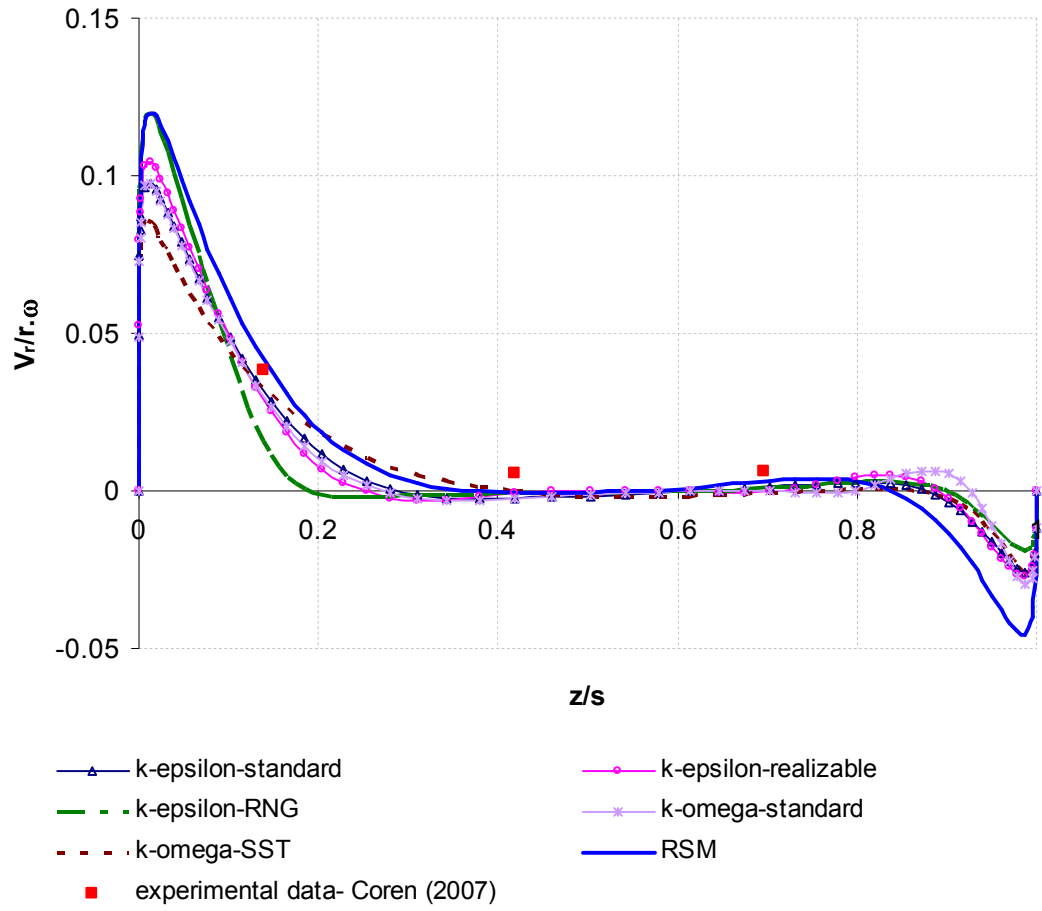 0.15
0.1
0.05
0
-0.05
Vr/r.ω
0
0.2
0.4
0.6
0.8
1
z/s
k-epsilon-standard
k-epsilon-realizable
k-epsilon-RNG
k-omega-standard
k-omega-SST
RSM
experimental data- Coren (2007)